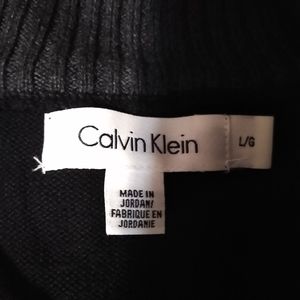 Calvin Klein
L/G
MADE IN
JORDAN/
FABRIQUE EN
JORDANIE